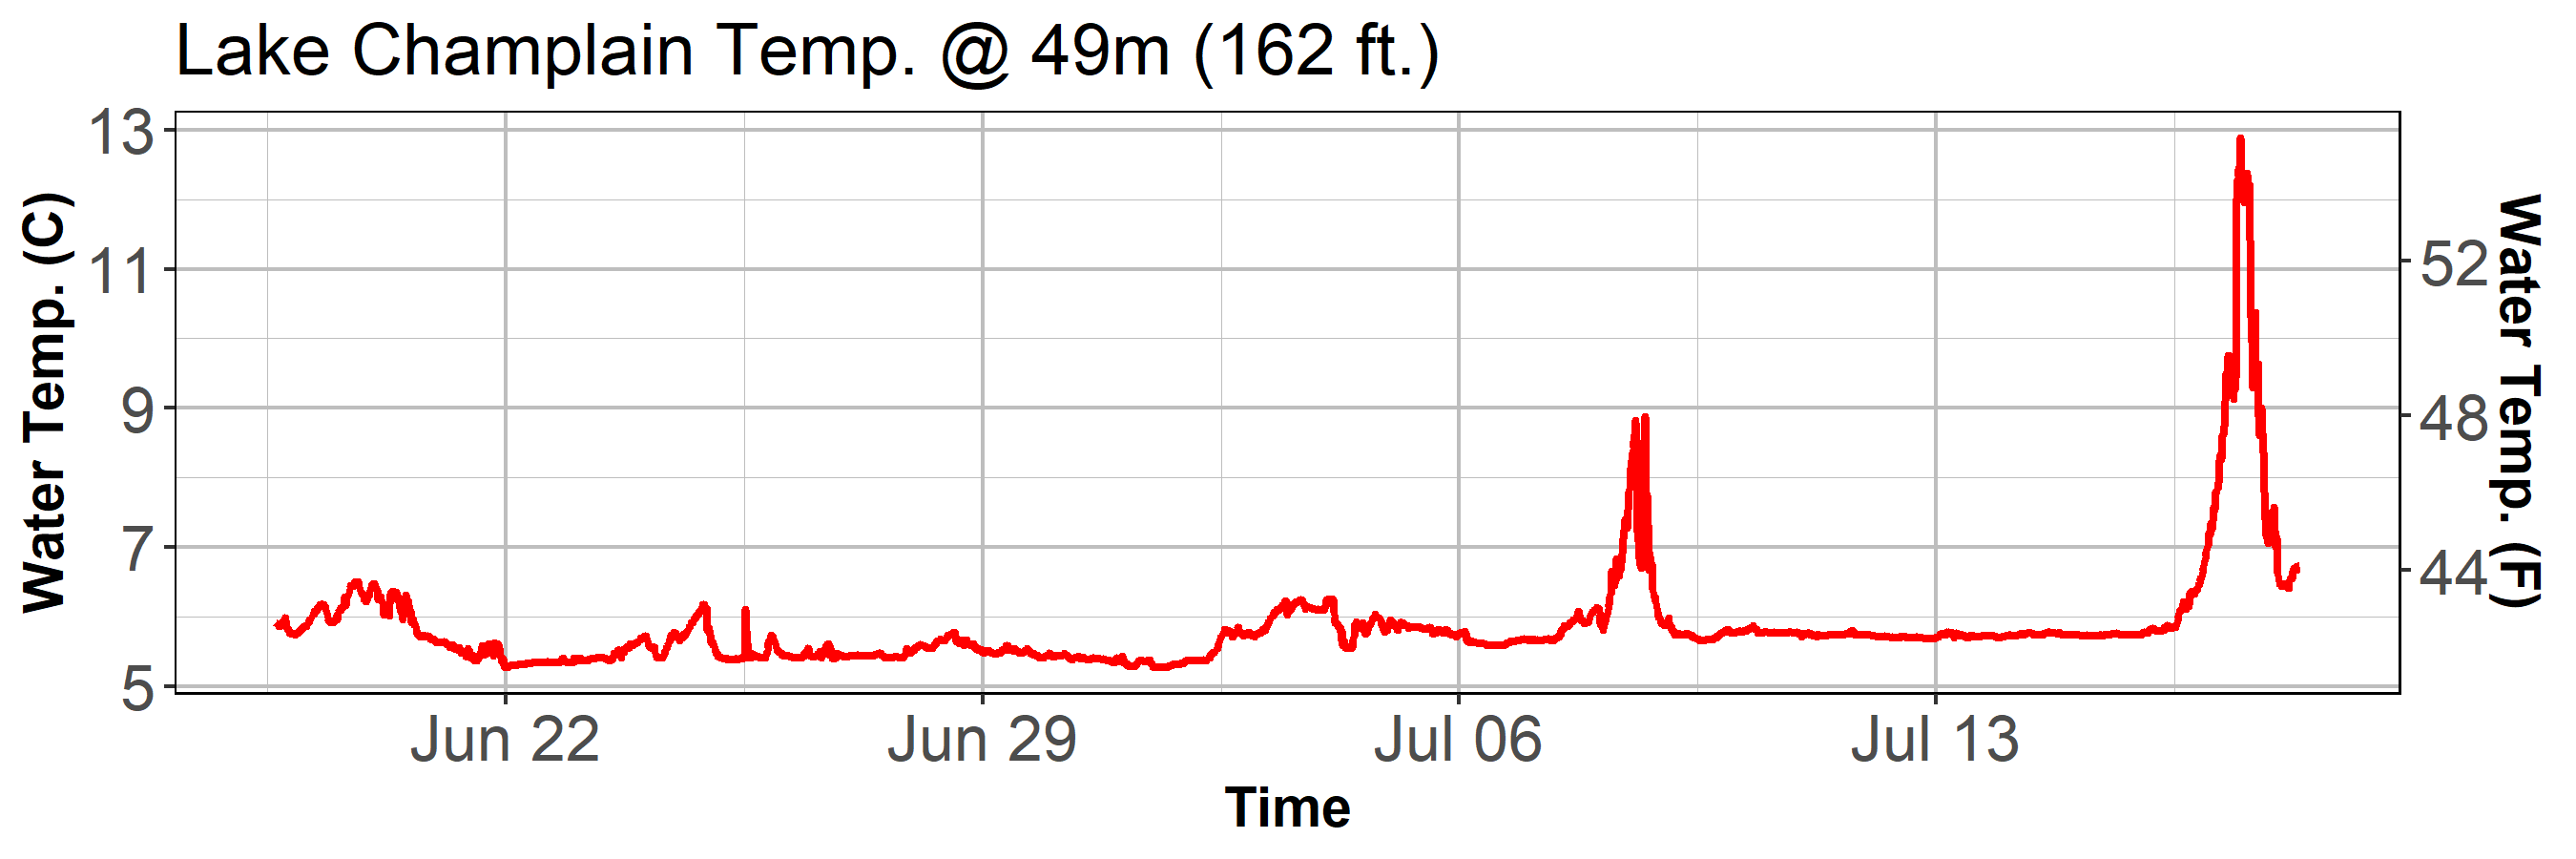 Lake Champlain Temp. @ 49m (162 ft.)
Water Temp. (C)
13
11
9
7
5
52
48
44
Water Temp. (F)
Jun 22
Jun 29
Jul 06
Jul 13
Time